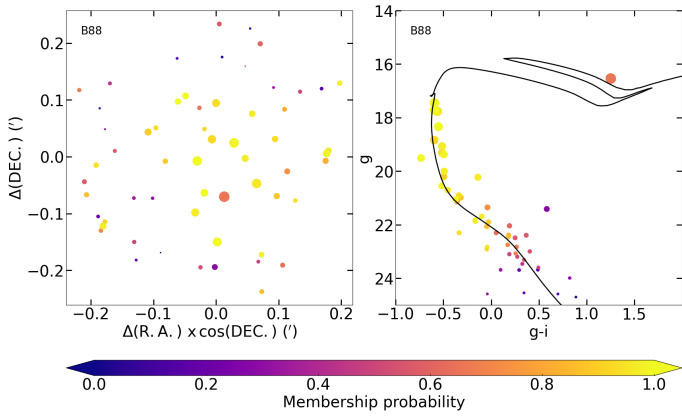 B88
0.2
0.1
0.0
−0.1
−0.2
Δ(DEC.) (′)
−0.2 −0.1 0.0 0.1 0.2
Δ(R.A.) x cos(DEC.) (′)
B88
14
16
18
20
22
24
g
−1.0 −0.5 0.0 0.5 1.0 1.5
g-i
0.0 0.2 0.4 0.6 0.8 1.0
Membership probability